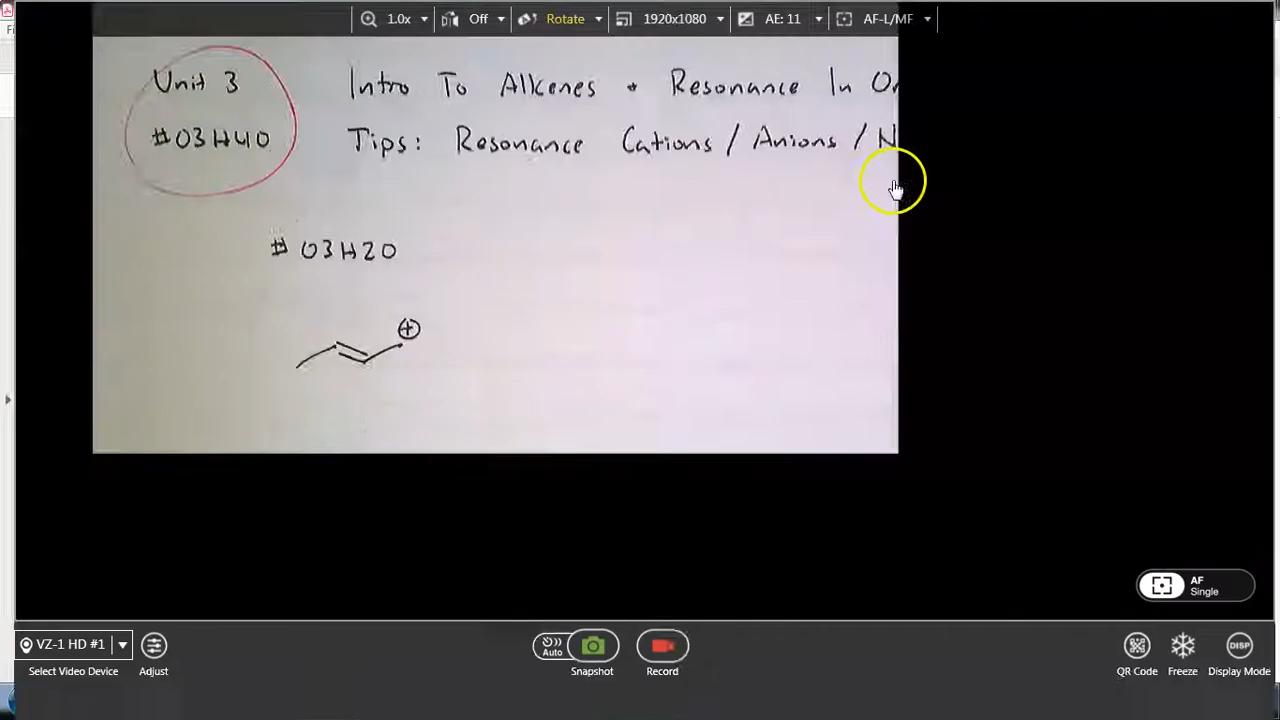 1.0x Off Rotate 1920x1080 AE: 11 AF-L/MF
Unit 3 Intro To Alkenes + Resonance In
#03H40 Tips: Resonance Cations / Anions /
#03H20
+
AF
Single
VZ-1 HD #1
Auto
Select Video Device Adjust Snapshot Record QR Code Freeze DISP Display Mode